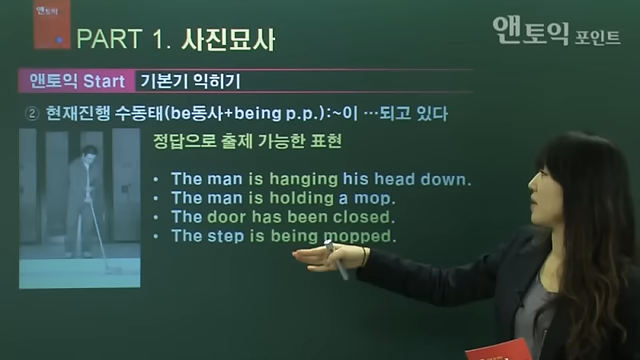 앤토익
PART 1. 사진묘사
앤토익 포인트
앤토익 Start 기본기 익히기
② 현재진행 수동태(be동사+being p.p.):~이 …되고 있다
정답으로 출제 가능한 표현
• The man is hanging his head down.
• The man is holding a mop.
• The door has been closed.
• The step is being mopped.